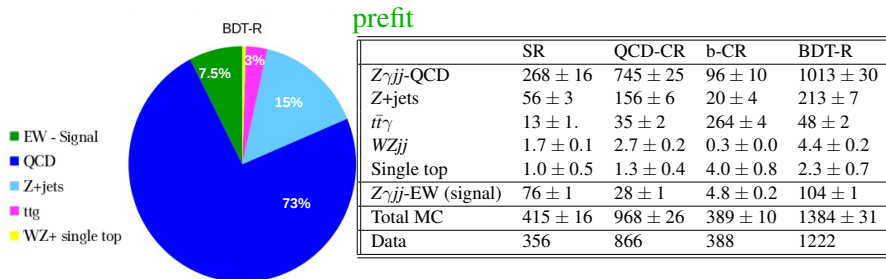 prefit
BDT-R
7.5%
3%
15%
73%
EW - Signal
QCD
Z+jets
ttg
WZ+ single top
SR QCD-CR b-CR BDT-R
Zγjj-QCD 268 ± 16 745 ± 25 96 ± 10 1013 ± 30
Z+jets 56 ± 3 156 ± 6 20 ± 4 213 ± 7
tt̄γ 13 ± 1. 35 ± 2 264 ± 4 48 ± 2
WZjj 1.7 ± 0.1 2.7 ± 0.2 0.3 ± 0.0 4.4 ± 0.2
Single top 1.0 ± 0.5 1.3 ± 0.4 4.0 ± 0.8 2.3 ± 0.7
Zγjj-EW (signal) 76 ± 1 28 ± 1 4.8 ± 0.2 104 ± 1
Total MC 415 ± 16 968 ± 26 389 ± 10 1384 ± 31
Data 356 866 388 1222